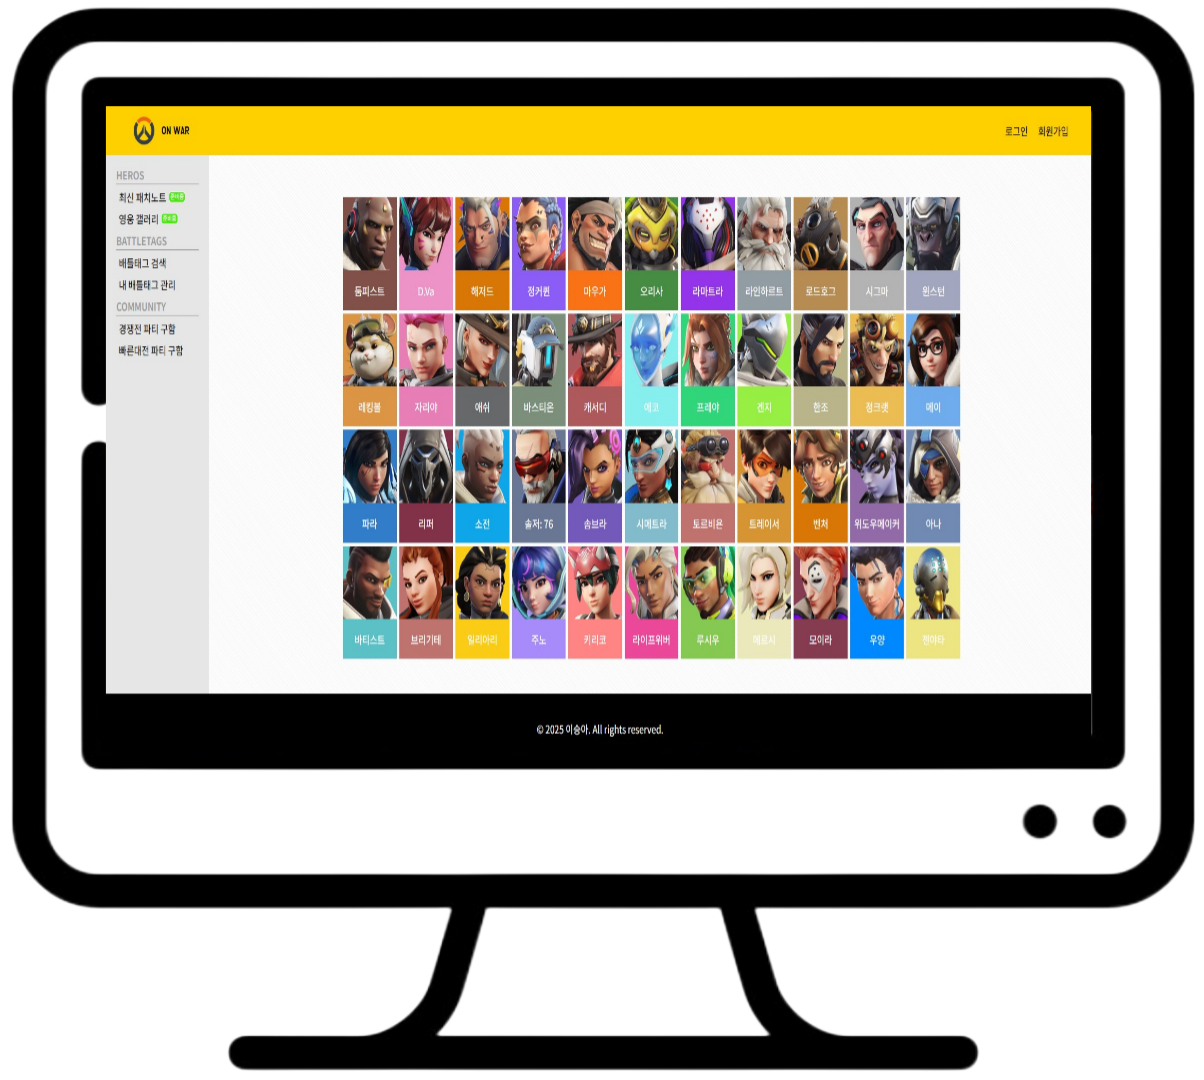 ON WAR
로그인 회원가입
HEROS
최신 패치노트
영웅 갤러리
BATTLETAGS
배틀태그 검색
내 배틀태그 관리
COMMUNITY
경쟁전 파티 구함
빠른대전 파티 구함
둠피스트 D.Va 해저드 정커퀸 마우가 오리사 라마트라 라인하르트 로드호그 시그마 윈스턴
레킹볼 자리야 애쉬 바스티온 캐서디 에코 프레야 겐지 한조 정크랫 메이
파라 리퍼 소전 솔저: 76 솜브라 시메트라 토르비욘 트레이서 벤처 위도우메이커 아나
바티스트 브리기테 일리아리 주노 키리코 라이프위버 루시우 메르시 모이라 우양 젠야타
© 2025 이승아. All rights reserved.